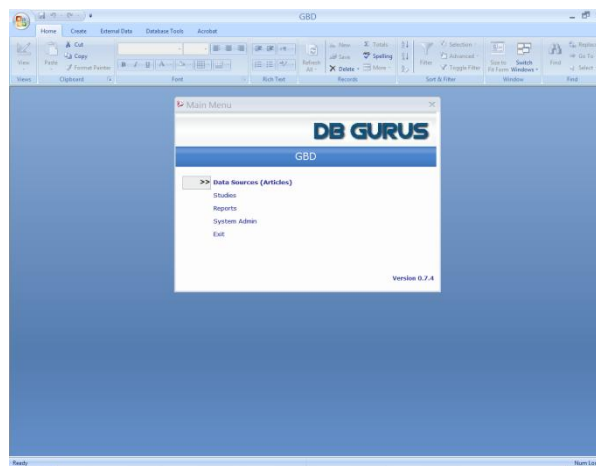 GBD
Home Create External Data Database Tools Acrobat
View Paste Cut Copy Format Painter
Refresh All New Save Delete Totals Spelling More
Filter Selection Advanced Toggle Filter
Size to Fit Form Switch Windows Find Replace Go To Select
Views Clipboard Font Rich Text Records Sort & Filter Window Find
Main Menu
DB GURUS
GBD
>> Data Sources (Articles)
Studies
Reports
System Admin
Exit
Version 0.7.4
Ready Num Loc